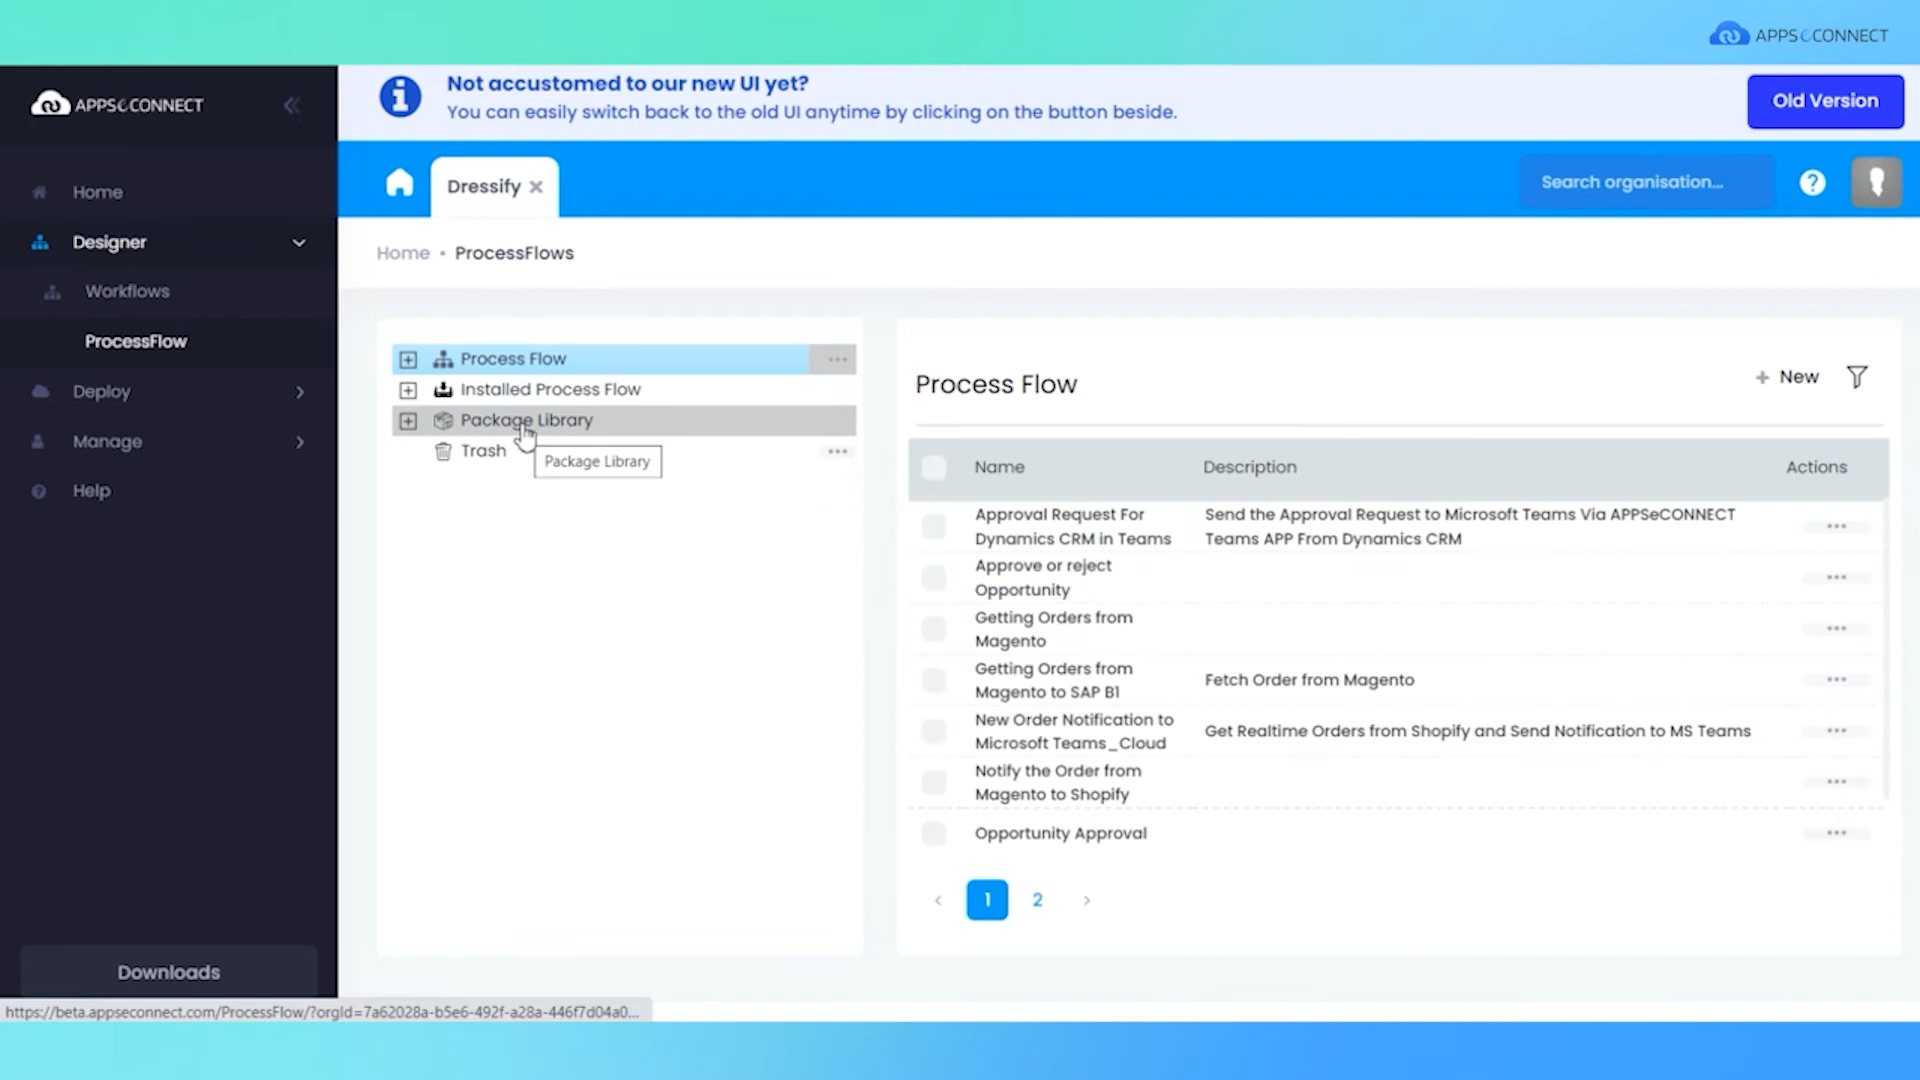 APPSeCONNECT
APPSeCONNECT
Home
Designer
Workflows
ProcessFlow
Deploy
Manage
Help
Downloads
Not accustomed to our new UI yet?
You can easily switch back to the old UI anytime by clicking on the button beside.
Old Version
Dressify
Search organisation...
Home • ProcessFlows
Process Flow
Installed Process Flow
Package Library
Trash
Package Library
Process Flow
+ New
Name Description Actions
Approval Request For
Dynamics CRM in Teams
Send the Approval Request to Microsoft Teams Via APPSeCONNECT
Teams APP From Dynamics CRM
Approve or reject
Opportunity
Getting Orders from
Magento
Getting Orders from
Magento to SAP B1
Fetch Order from Magento
New Order Notification to
Microsoft Teams_Cloud
Get Realtime Orders from Shopify and Send Notification to MS Teams
Notify the Order from
Magento to Shopify
Opportunity Approval
1 2
https://beta.appseconnect.com/ProcessFlow/?orgId=7a62028a-b5e6-492f-a28a-446f7d04a0...